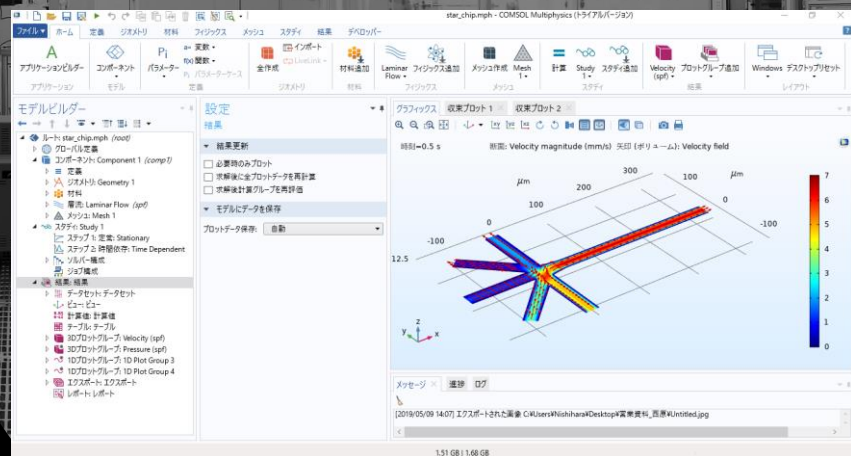 star_chip.mph - COMSOL Multiphysics (トライアルバージョン)
ファイル ホーム 定義 ジオメトリ 材料 フィジックス メッシュ スタディ 結果 デベロッパー
A
アプリケーションビルダー
アプリケーション
コンポーネント
モデル
Pi
パラメーター
a= 変数
f(x) 関数
Pi パラメーターケース
定義
全作成
インポート
LiveLink
ジオメトリ
材料追加
材料
Laminar Flow
フィジックス追加
フィジックス
メッシュ作成
Mesh 1
メッシュ
計算
Study 1
スタディ追加
スタディ
Velocity (spf)
プロットグループ追加
結果
Windows
デスクトップリセット
レイアウト
モデルビルダー
ルート: star_chip.mph (root)
グローバル定義
コンポーネント: Component 1 (comp1)
定義
ジオメトリ: Geometry 1
材料
層流: Laminar Flow (spf)
メッシュ: Mesh 1
スタディ: Study 1
ステップ 1: 定常: Stationary
ステップ 2: 時間依存: Time Dependent
ソルバー構成
ジョブ構成
結果: 結果
データセット: データセット
ビュー: ビュー
計算値: 計算値
テーブル: テーブル
3Dプロットグループ: Velocity (spf)
3Dプロットグループ: Pressure (spf)
1Dプロットグループ: 1D Plot Group 3
1Dプロットグループ: 1D Plot Group 4
エクスポート: エクスポート
レポート: レポート
設定
結果
結果更新
必要時のみプロット
求解後に全プロットデータを再計算
求解後計算グループを再評価
モデルにデータを保存
プロットデータ保存: 自動
グラフィックス 収束プロット 1 収束プロット 2
時刻=0.5 s 断面: Velocity magnitude (mm/s) 矢印 (ボリューム): Velocity field
μm
300
200
100
0
-100
12.5
100
μm
0
-100
y z x
7
6
5
4
3
2
1
0
メッセージ 進捗 ログ
[2019/05/09 14:07] エクスポートされた画像 C:¥Users¥Nishihara¥Desktop¥営業資料_西原¥Untitled.jpg
1.51 GB | 1.68 GB